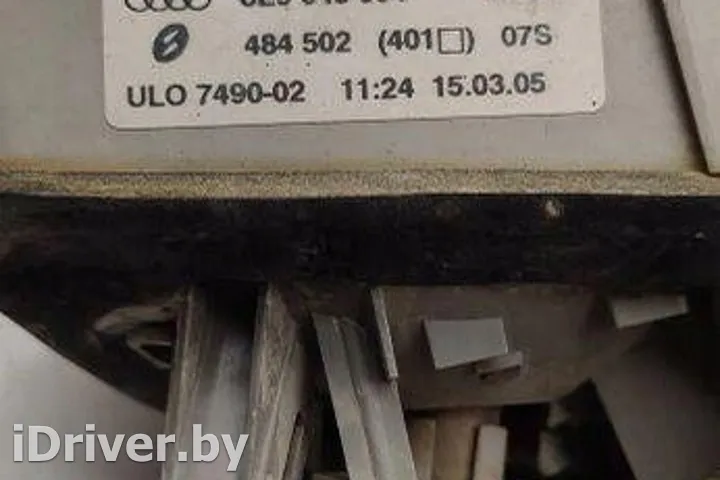 484 502 (401□) 07S
ULO 7490-02 11:24 15.03.05
iDriver.by